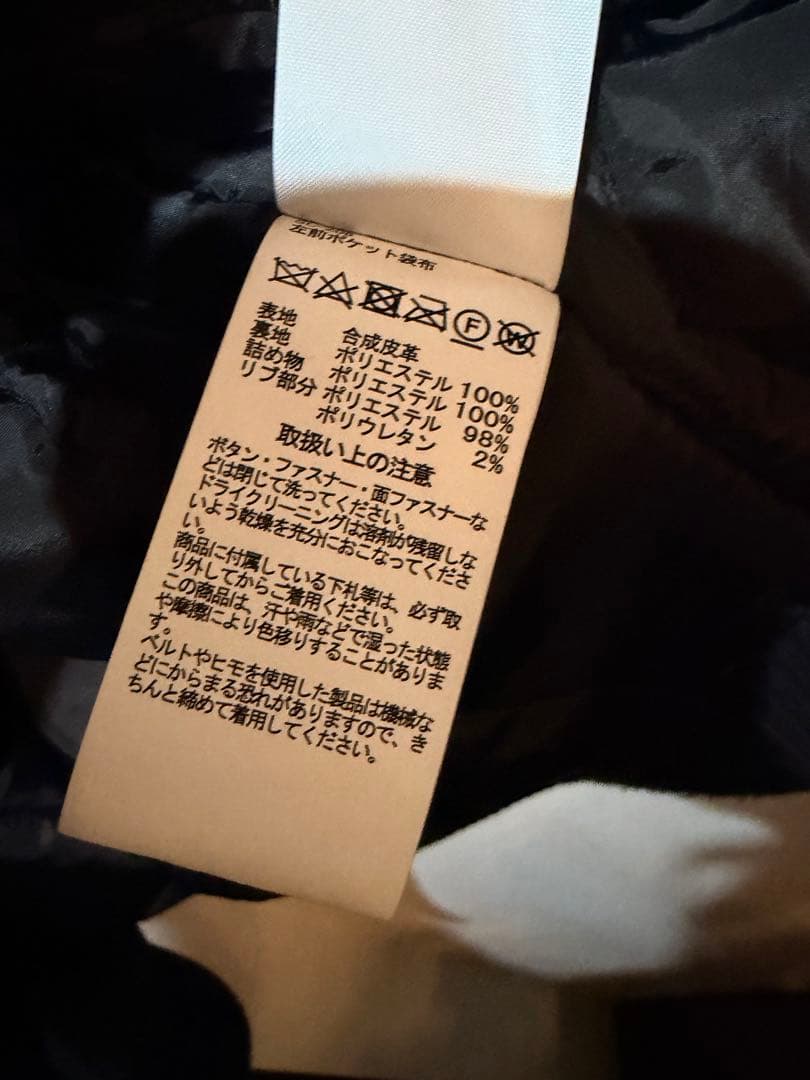 左前ポケット袋布
F W
表地 合成皮革
裏地 ポリエステル 100%
詰め物 ポリエステル 100%
リブ部分 ポリエステル 98%
ポリウレタン 2%
取扱い上の注意
ボタン・ファスナー・面ファスナーな
どは閉じて洗ってください。
ドライクリーニングは溶剤が残留しな
いよう乾燥を充分におこなってくださ
い。
商品に付属している下札等は、必ず取
り外してからご着用ください。
この商品は、汗や雨などで湿った状態
や摩擦により色移りすることがありま
す。
ベルトやヒモを使用した製品は機械な
どにからまる恐れがありますので、き
ちんと締めて着用してください。